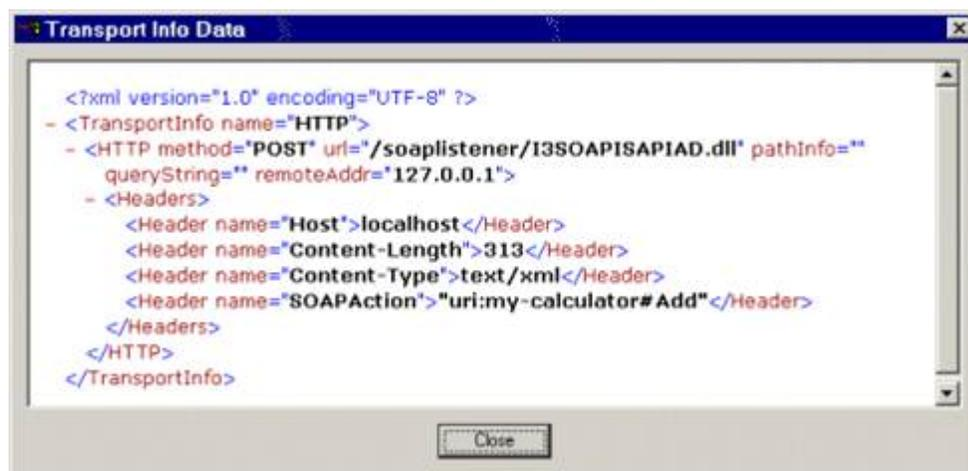 Transport Info Data
<?xml version="1.0" encoding="UTF-8" ?>
- <TransportInfo name="HTTP">
- <HTTP method="POST" url="/soaplistener/I3SOAPISAPIAD.dll" pathInfo=""
queryString="" remoteAddr="127.0.0.1">
- <Headers>
<Header name="Host">localhost</Header>
<Header name="Content-Length">313</Header>
<Header name="Content-Type">text/xml</Header>
<Header name="SOAPAction">"uri:my-calculator#Add"</Header>
</Headers>
</HTTP>
</TransportInfo>
Close